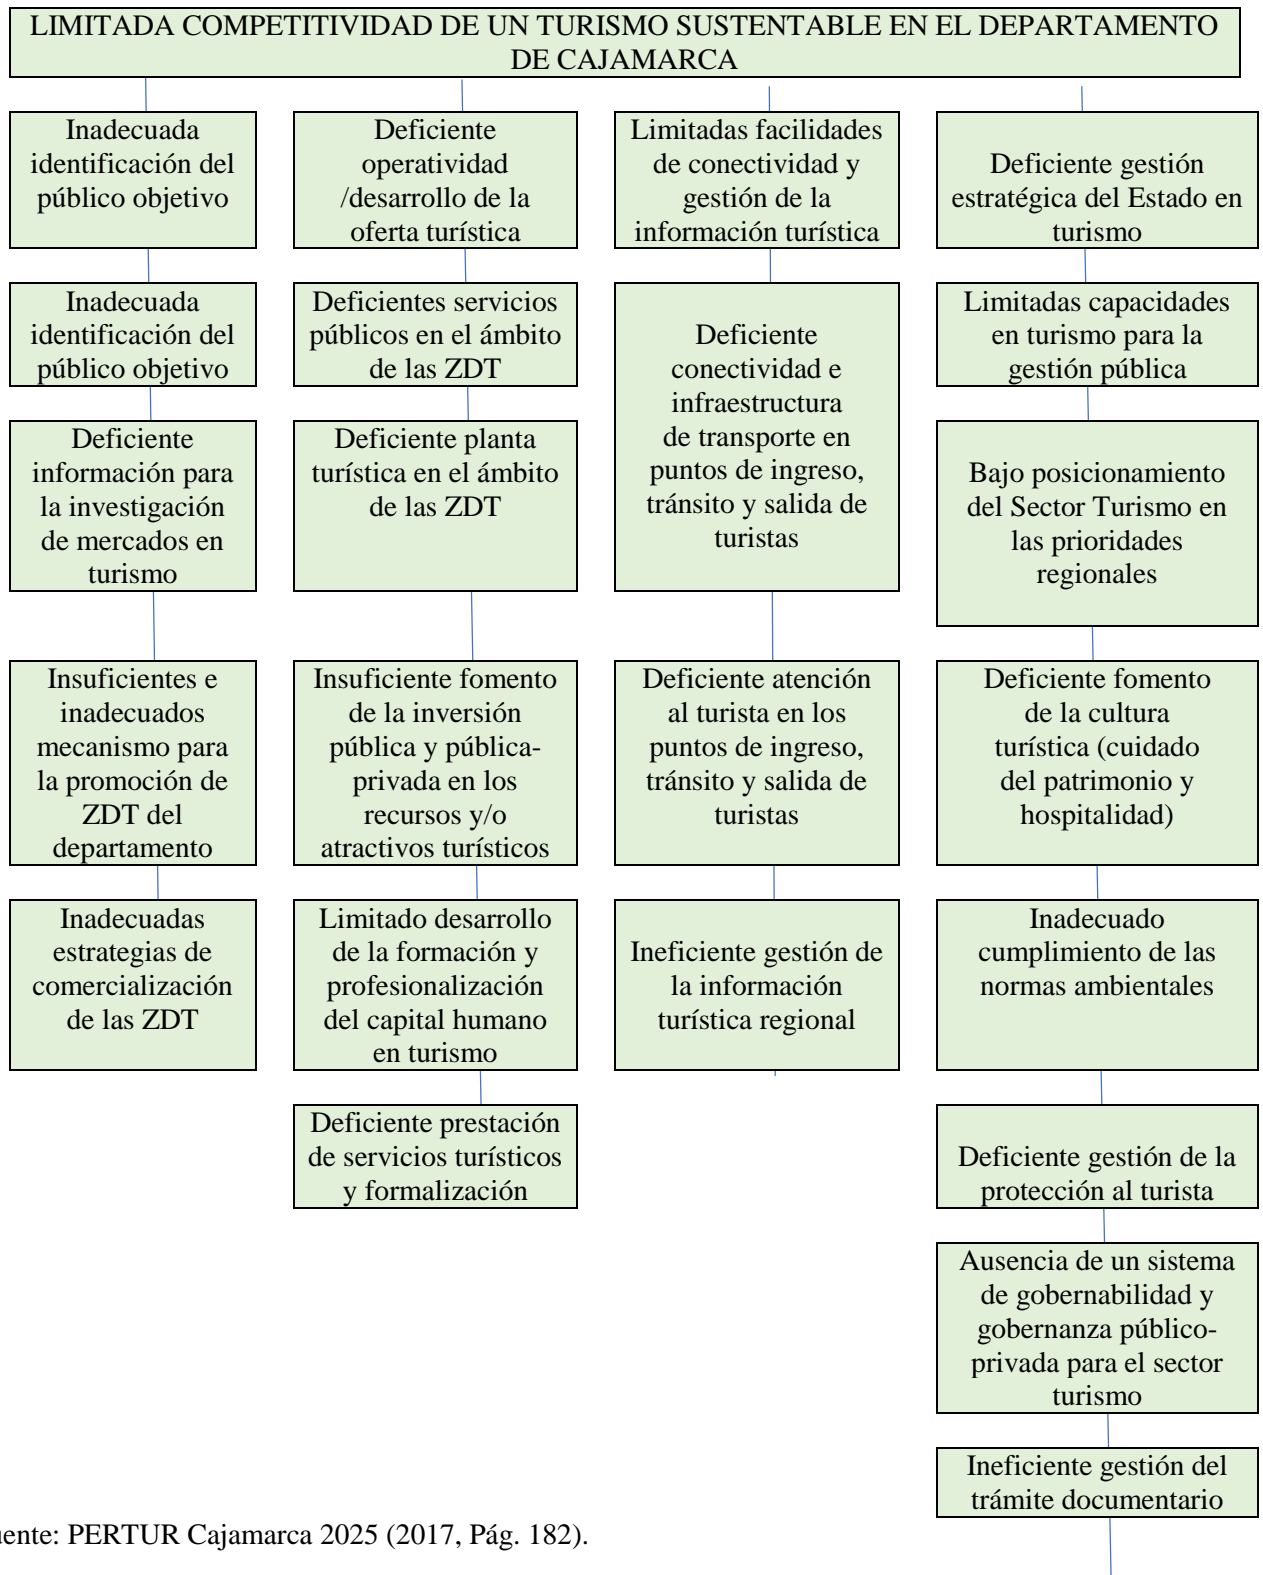 LIMITADA COMPETITIVIDAD DE UN TURISMO SUSTENTABLE EN EL DEPARTAMENTO
DE CAJAMARCA
Inadecuada
identificación del
público objetivo
Deficiente
operatividad
/desarrollo de la
oferta turística
Limitadas facilidades
de conectividad y
gestión de la
información turística
Deficiente gestión
estratégica del Estado en
turismo
Inadecuada
identificación del
público objetivo
Deficientes servicios
públicos en el ámbito
de las ZDT
Deficiente
conectividad e
infraestructura
de transporte en
puntos de ingreso,
tránsito y salida de
turistas
Limitadas capacidades
en turismo para la
gestión pública
Deficiente
información para
la investigación
de mercados en
turismo
Deficiente planta
turística en el ámbito
de las ZDT
Bajo posicionamiento
del Sector Turismo en
las prioridades
regionales
Insuficientes e
inadecuados
mecanismo para
la promoción de
ZDT del
departamento
Insuficiente fomento
de la inversión
pública y pública-
privada en los
recursos y/o
atractivos turísticos
Deficiente atención
al turista en los
puntos de ingreso,
tránsito y salida de
turistas
Deficiente fomento
de la cultura
turística (cuidado
del patrimonio y
hospitalidad)
Inadecuadas
estrategias de
comercialización
de las ZDT
Limitado desarrollo
de la formación y
profesionalización
del capital humano
en turismo
Ineficiente gestión de
la información
turística regional
Inadecuado
cumplimiento de las
normas ambientales
Deficiente prestación
de servicios turísticos
y formalización
Deficiente gestión de la
protección al turista
Ausencia de un sistema
de gobernabilidad y
gobernanza público-
privada para el sector
turismo
Ineficiente gestión del
trámite documentario
uente: PERTUR Cajamarca 2025 (2017, Pág. 182).